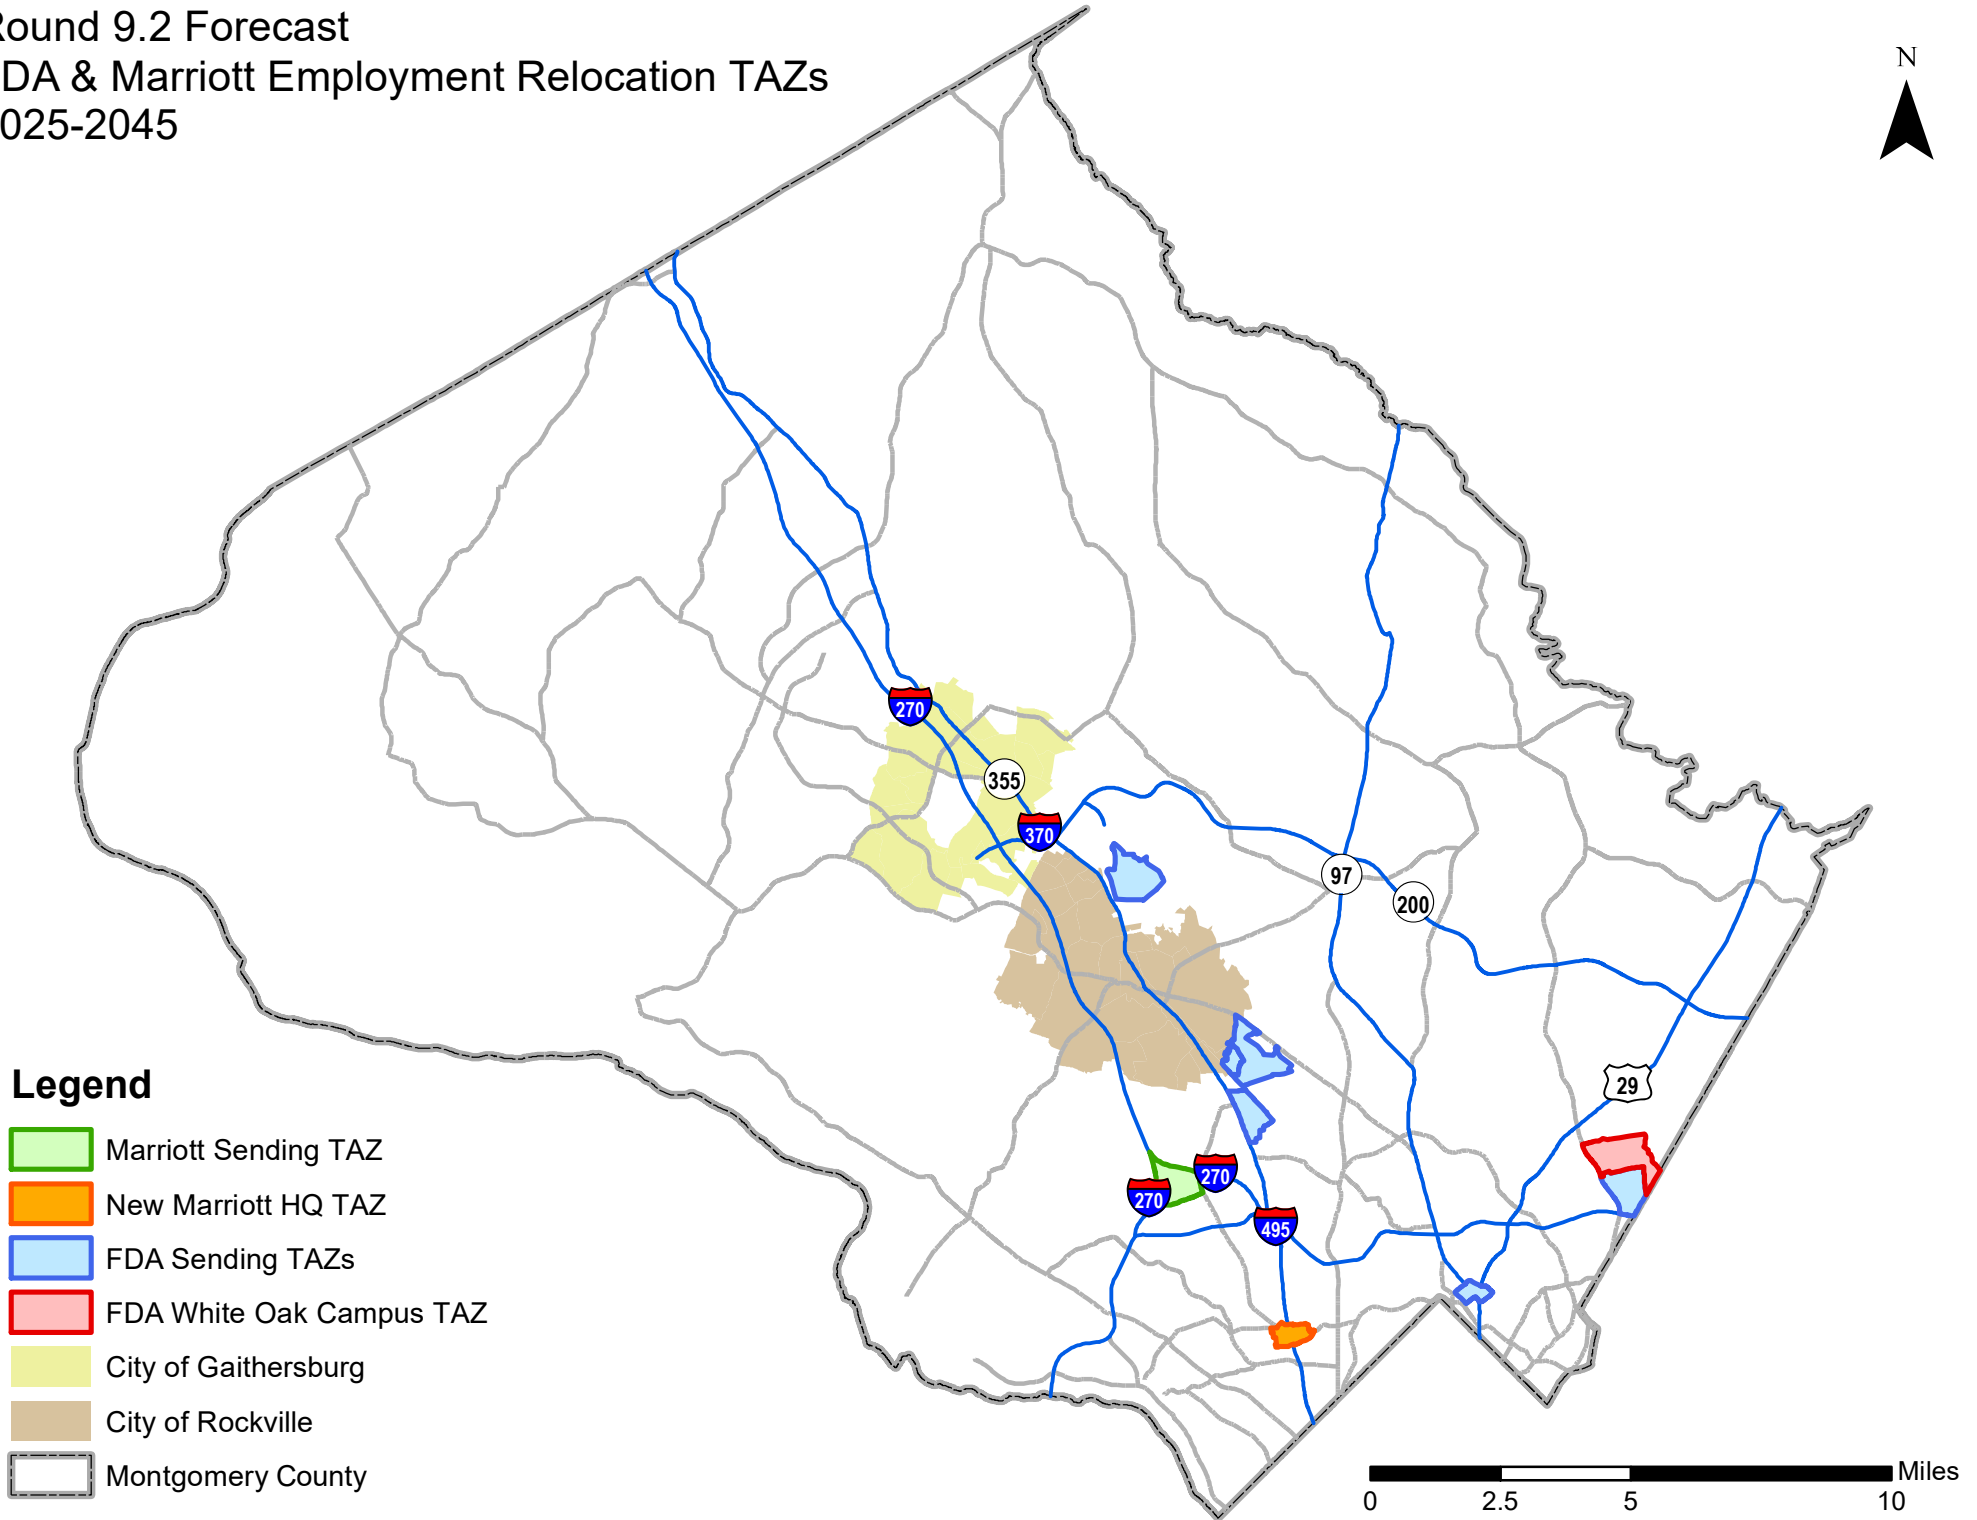 Round 9.2 Forecast
DA & Marriott Employment Relocation TAZs
025-2045
N
270
355
370
97
200
29
270
270
495
Legend
Marriott Sending TAZ
New Marriott HQ TAZ
FDA Sending TAZs
FDA White Oak Campus TAZ
City of Gaithersburg
City of Rockville
Montgomery County
Miles
0 2.5 5 10